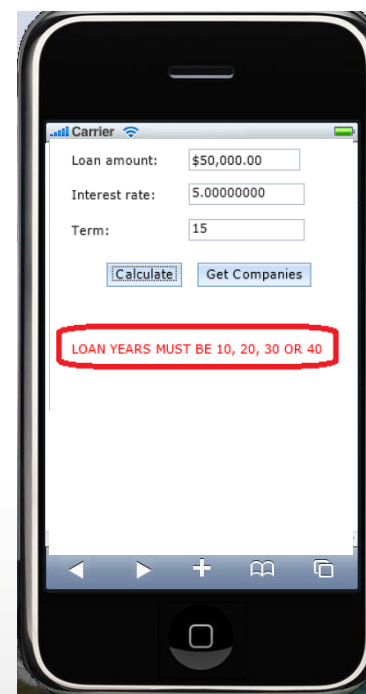 Carrier
Loan amount: $50,000.00
Interest rate: 5.00000000
Term: 15
Calculate Get Companies
LOAN YEARS MUST BE 10, 20, 30 OR 40